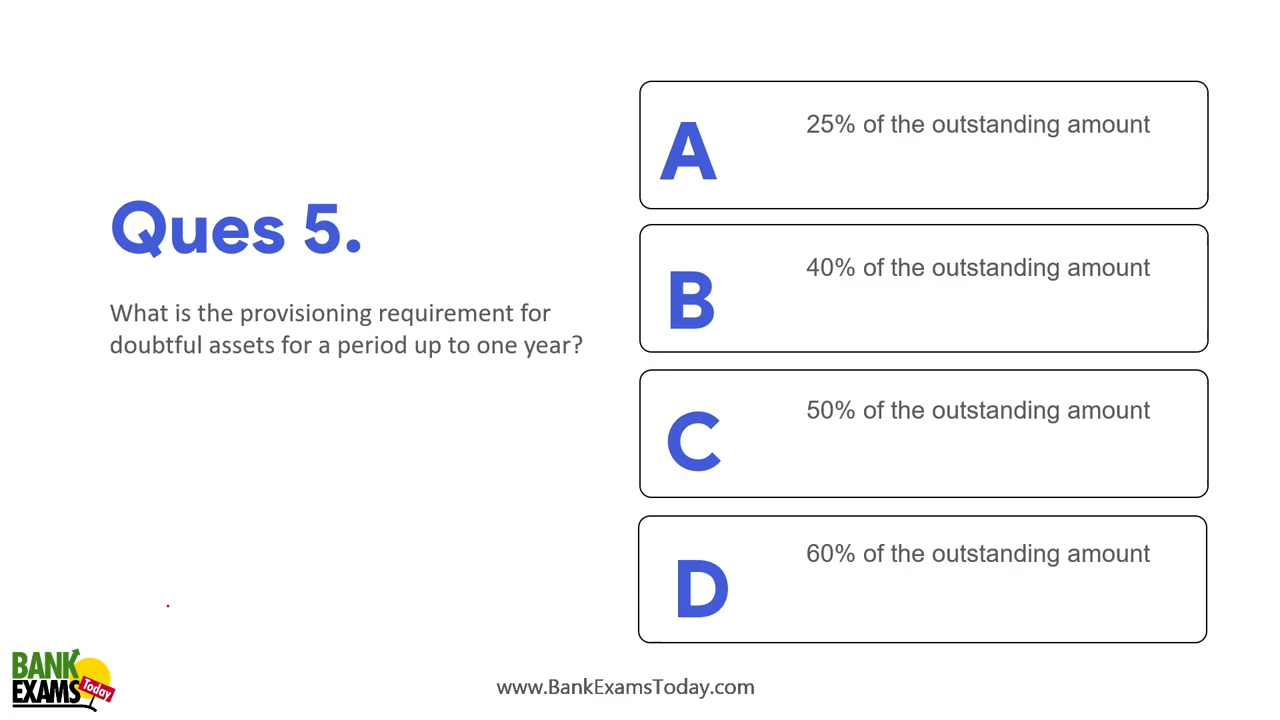 Ques 5.
What is the provisioning requirement for
doubtful assets for a period up to one year?
A
25% of the outstanding amount
B
40% of the outstanding amount
C
50% of the outstanding amount
D
60% of the outstanding amount
BANK
EXAMS
Today
www.BankExamsToday.com